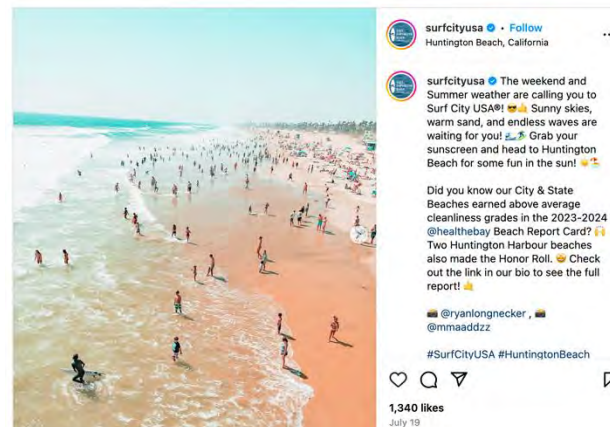 surfcityusa • Follow
Huntington Beach, California
surfcityusa The weekend and
Summer weather are calling you to
Surf City USA®! 😎🤙 Sunny skies,
warm sand, and endless waves are
waiting for you! 🌊🏄 Grab your
sunscreen and head to Huntington
Beach for some fun in the sun! ☀️🏖️
Did you know our City & State
Beaches earned above average
cleanliness grades in the 2023-2024
@healthebay Beach Report Card? 🙌
Two Huntington Harbour beaches
also made the Honor Roll. 🤩 Check
out the link in our bio to see the full
report! 🤙
📸 @ryanlongnecker , 📸
@mmaaddzz
#SurfCityUSA #HuntingtonBeach
1,340 likes
July 19